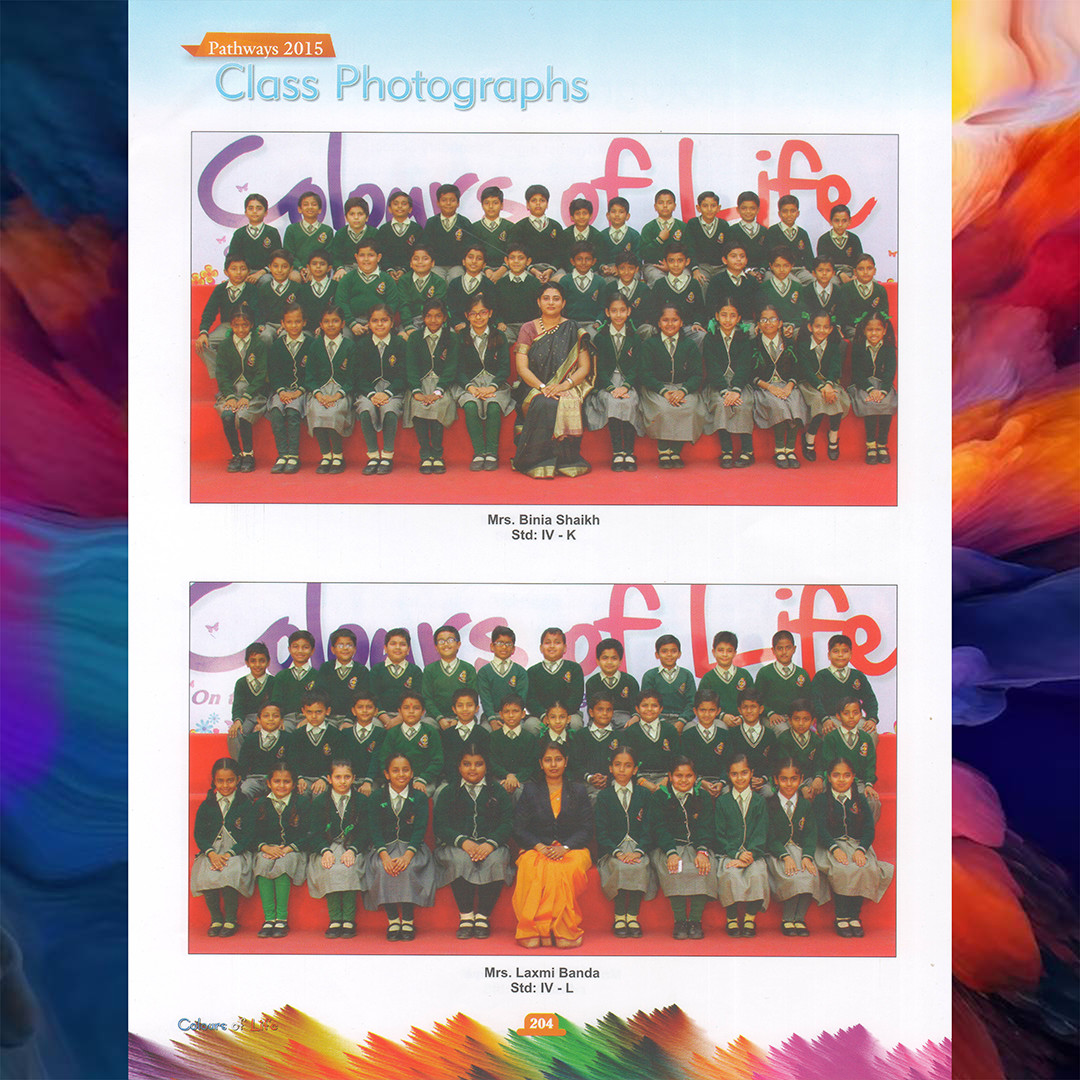 Pathways 2015
Class Photographs
Colours of Life
Mrs. Binia Shaikh
Std: IV - K
Colours of Life
On
Mrs. Laxmi Banda
Std: IV - L
Colours of Life
204